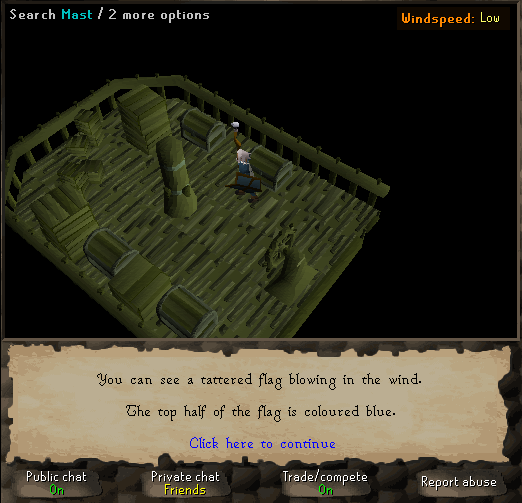 Search Mast / 2 more options
Windspeed: Low
You can see a tattered flag blowing in the wind.
The top half of the flag is coloured blue.
Click here to continue
Public chat
On
Private chat
Friends
Trade/compete
On
Report abuse